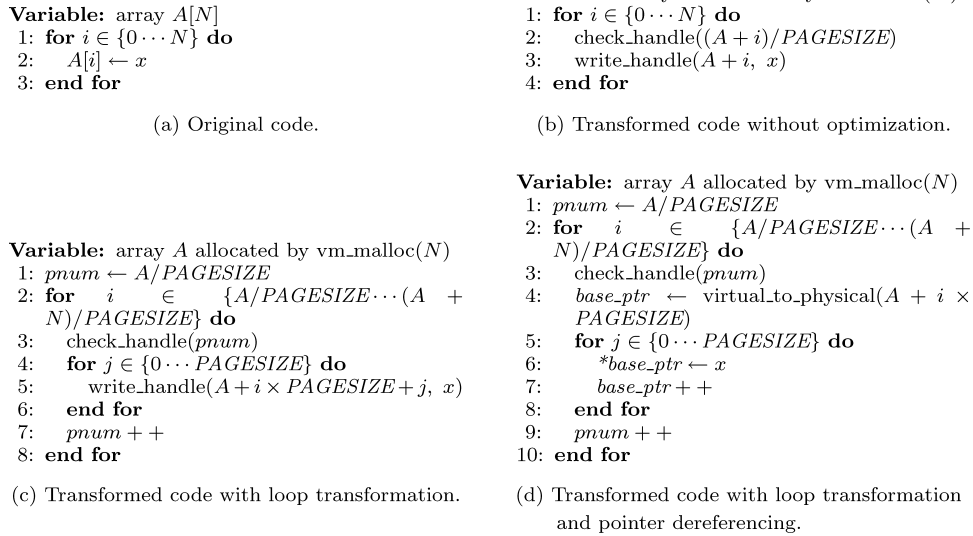 Variable: array A[N]
1: for i ∈ {0 ··· N} do
2: A[i] ← x
3: end for
(a) Original code.
1: for i ∈ {0 ··· N} do
2: check_handle((A + i)/PAGESIZE)
3: write_handle(A + i, x)
4: end for
(b) Transformed code without optimization.
Variable: array A allocated by vm_malloc(N)
1: pnum ← A/PAGESIZE
2: for i ∈ {A/PAGESIZE ··· (A +
N)/PAGESIZE} do
3: check_handle(pnum)
4: for j ∈ {0 ··· PAGESIZE} do
5: write_handle(A + i × PAGESIZE + j, x)
6: end for
7: pnum + +
8: end for
(c) Transformed code with loop transformation.
Variable: array A allocated by vm_malloc(N)
1: pnum ← A/PAGESIZE
2: for i ∈ {A/PAGESIZE ··· (A +
N)/PAGESIZE} do
3: check_handle(pnum)
4: base_ptr ← virtual_to_physical(A + i ×
PAGESIZE)
5: for j ∈ {0 ··· PAGESIZE} do
6: *base_ptr ← x
7: base_ptr + +
8: end for
9: pnum + +
10: end for
(d) Transformed code with loop transformation
and pointer dereferencing.